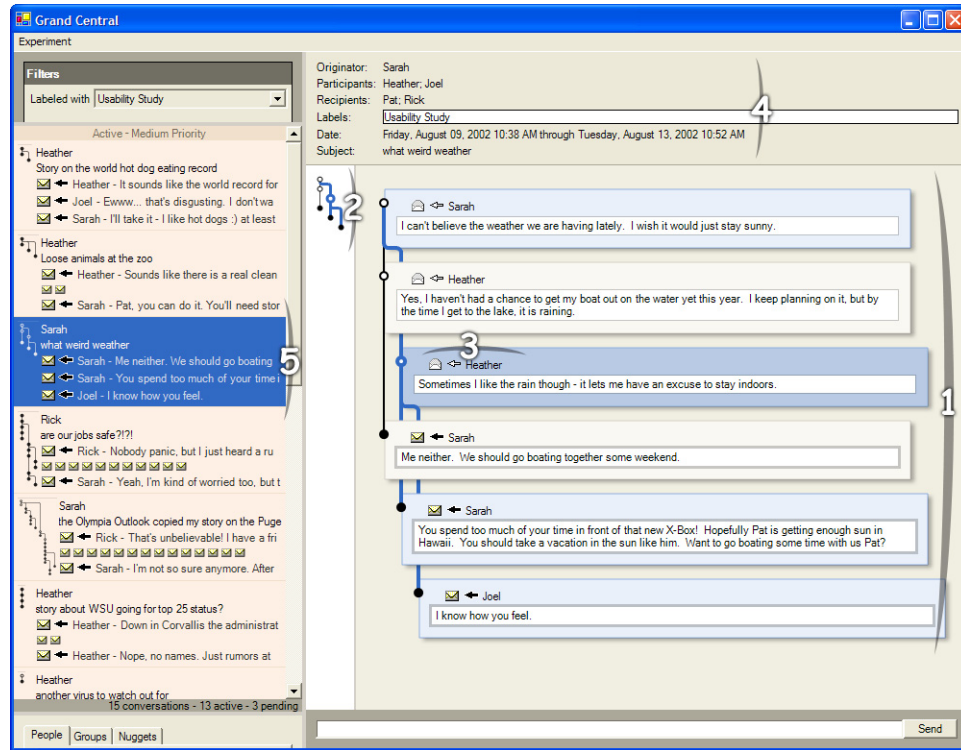 Grand Central
Experiment
Filters
Labeled with Usability Study
Active - Medium Priority
Heather
Story on the world hot dog eating record
Heather - It sounds like the world record for
Joel - Ewww... that's disgusting. I don't wa
Sarah - I'll take it - I like hot dogs :) at least
Heather
Loose animals at the zoo
Heather - Sounds like there is a real clean
Sarah - Pat, you can do it. You'll need stor
Sarah
what weird weather
Sarah - Me neither. We should go boating
Sarah - You spend too much of your time i
Joel - I know how you feel.
5
Rick
are our jobs safe?!?!
Rick - Nobody panic, but I just heard a ru
Sarah - Yeah, I'm kind of worried too, but t
Sarah
the Olympia Outlook copied my story on the Puge
Rick - That's unbelievable! I have a fri
Sarah - I'm not so sure anymore. After
Heather
story about WSU going for top 25 status?
Heather - Down in Corvallis the administrat
Heather - Nope, no names. Just rumors at
Heather
another virus to watch out for
15 conversations - 13 active - 3 pending
People Groups Nuggets
Originator: Sarah
Participants: Heather; Joel
Recipients: Pat; Rick
Labels: Usability Study
Date: Friday, August 09, 2002 10:38 AM through Tuesday, August 13, 2002 10:52 AM
Subject: what weird weather
4
2
Sarah
I can't believe the weather we are having lately. I wish it would just stay sunny.
Heather
Yes, I haven't had a chance to get my boat out on the water yet this year. I keep planning on it, but by
the time I get to the lake, it is raining.
3
Heather
Sometimes I like the rain though - it lets me have an excuse to stay indoors.
1
Sarah
Me neither. We should go boating together some weekend.
Sarah
You spend too much of your time in front of that new X-Box! Hopefully Pat is getting enough sun in
Hawaii. You should take a vacation in the sun like him. Want to go boating some time with us Pat?
Joel
I know how you feel.
Send